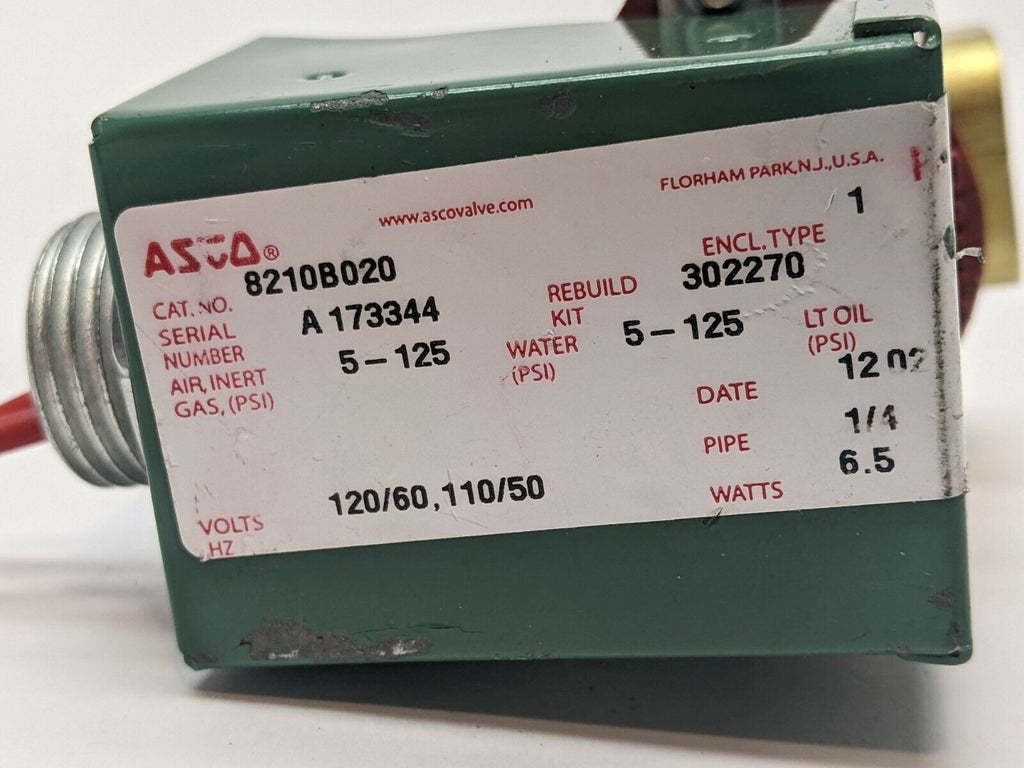 FLORHAM PARK,N.J.,U.S.A.
www.ascovalve.com
1
ASCO®
ENCL.TYPE
CAT. NO. 8210B020
REBUILD KIT 302270
SERIAL NUMBER A 173344
AIR, INERT GAS, (PSI) 5-125
WATER (PSI) 5-125
LT OIL (PSI)
DATE 12 02
PIPE 1/4
VOLTS HZ 120/60,110/50
WATTS 6.5